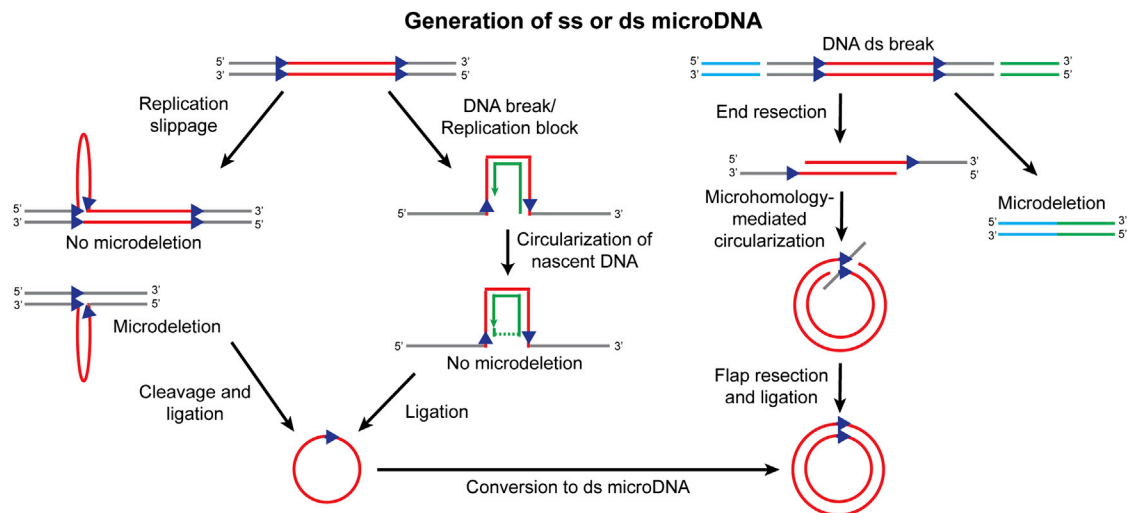 Generation of ss or ds microDNA
5' 3'
3' 5'
DNA ds break
5' 3'
3' 5'
Replication
slippage
DNA break/
Replication block
End resection
5' 3'
3' 5'
Microdeletion
5' 3'
3' 5'
5' 3'
3' 5'
No microdeletion
5' 3'
Circularization of
nascent DNA
Microhomology-
mediated
circularization
3' 3'
5' 5'
Microdeletion
5' 3'
No microdeletion
Cleavage and
ligation
Ligation
Flap resection
and ligation
Conversion to ds microDNA